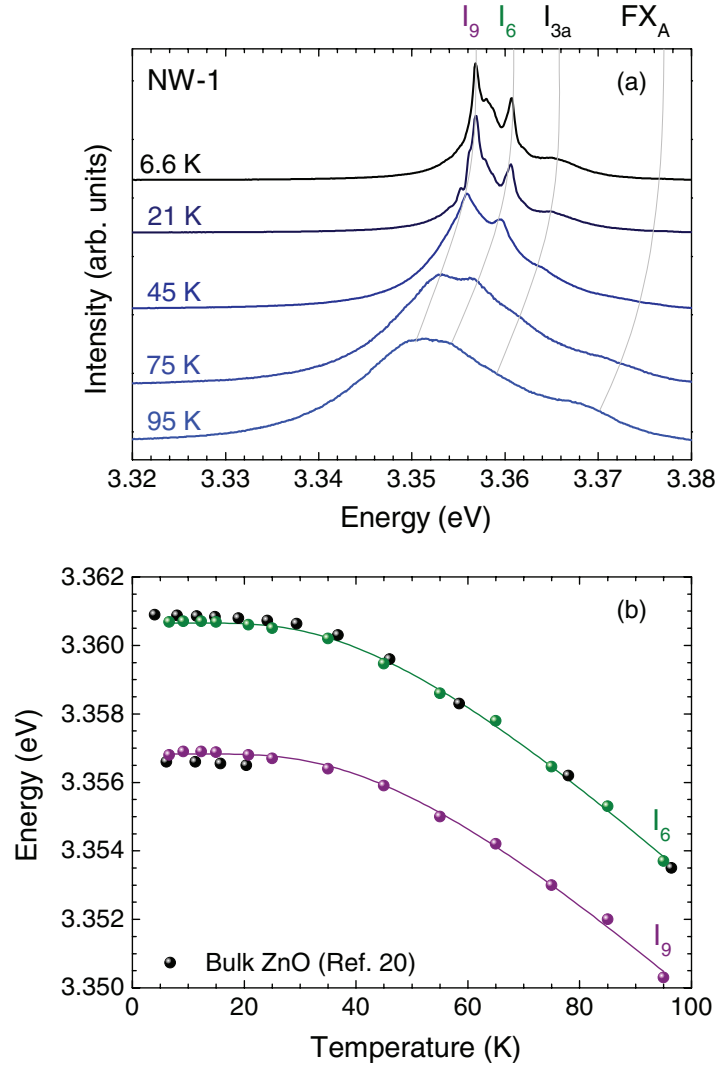 I9 I6 I3a FXA
NW-1 (a)
6.6 K
21 K
45 K
75 K
95 K
Intensity (arb. units)
3.32 3.33 3.34 3.35 3.36 3.37 3.38
Energy (eV)
3.362 (b)
3.360
3.358
3.356
3.354 I6
3.352
I9
Bulk ZnO (Ref. 20)
3.350
Energy (eV)
0 20 40 60 80 100
Temperature (K)